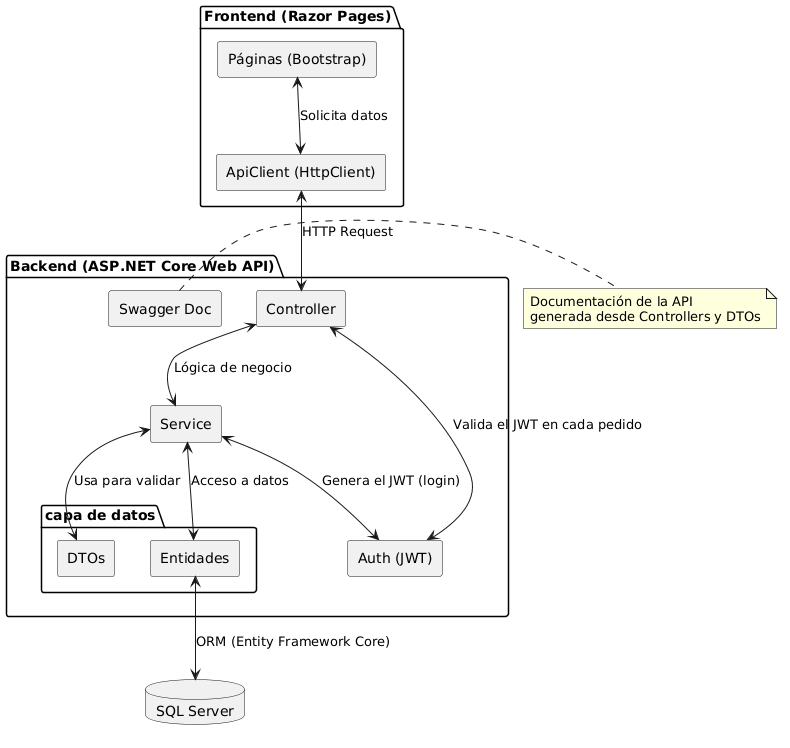 Frontend (Razor Pages)
Páginas (Bootstrap)
Solicita datos
ApiClient (HttpClient)
HTTP Request
Backend (ASP.NET Core Web API)
Swagger Doc
Controller
Documentación de la API
generada desde Controllers y DTOs
Lógica de negocio
Service
Valida el JWT en cada pedido
Usa para validar
Acceso a datos
Genera el JWT (login)
capa de datos
DTOs
Entidades
Auth (JWT)
ORM (Entity Framework Core)
SQL Server